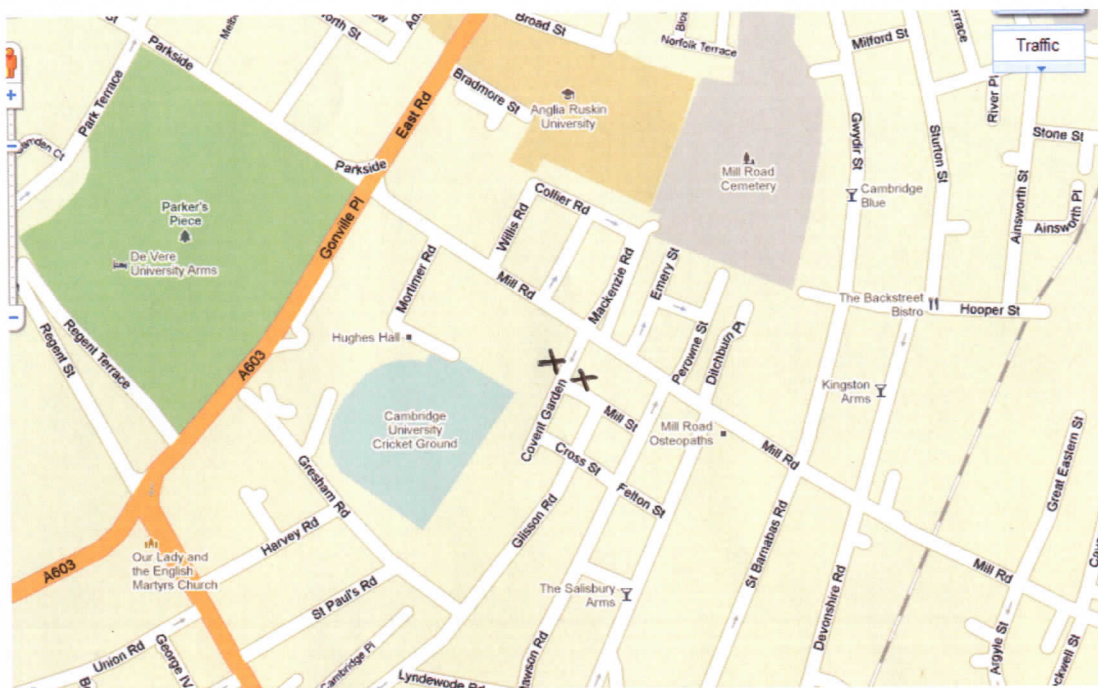 Parkside
Broad St
Norfolk Terrace
Milford St
Traffic
Park Terrace
East Rd
Bradmore St
Anglia Ruskin
University
Gwydir St
Sturton St
River Pl
Stone St
Parkside
Mill Road
Cemetery
Cambridge
Blue
Ainsworth St
Ainsworth Pl
Parker's
Piece
Gonville Pl
Collier Rd
Willis Rd
De Vere
University Arms
Mortimer Rd
Mill Rd
Mackenzie Rd
Emery St
The Backstreet
Bistro
Hooper St
Regent St
Regent Terrace
Hughes Hall
Perowne St
Ditchburn Pl
A603
Kingston
Arms
Cambridge
University
Cricket Ground
Covent Garden
Mill St
Mill Road
Osteopaths
Mill Rd
Great Eastern St
Cross St
Felton St
Gresham Rd
Glisson Rd
Harvey Rd
A603
Our Lady and
the English
Martyrs Church
St Barnabas Rd
Mill Rd
St Paul's Rd
The Salisbury
Arms
Devonshire Rd
Argyle St
Union Rd
George IV
Cambridge Pl
Lyndewode Rd